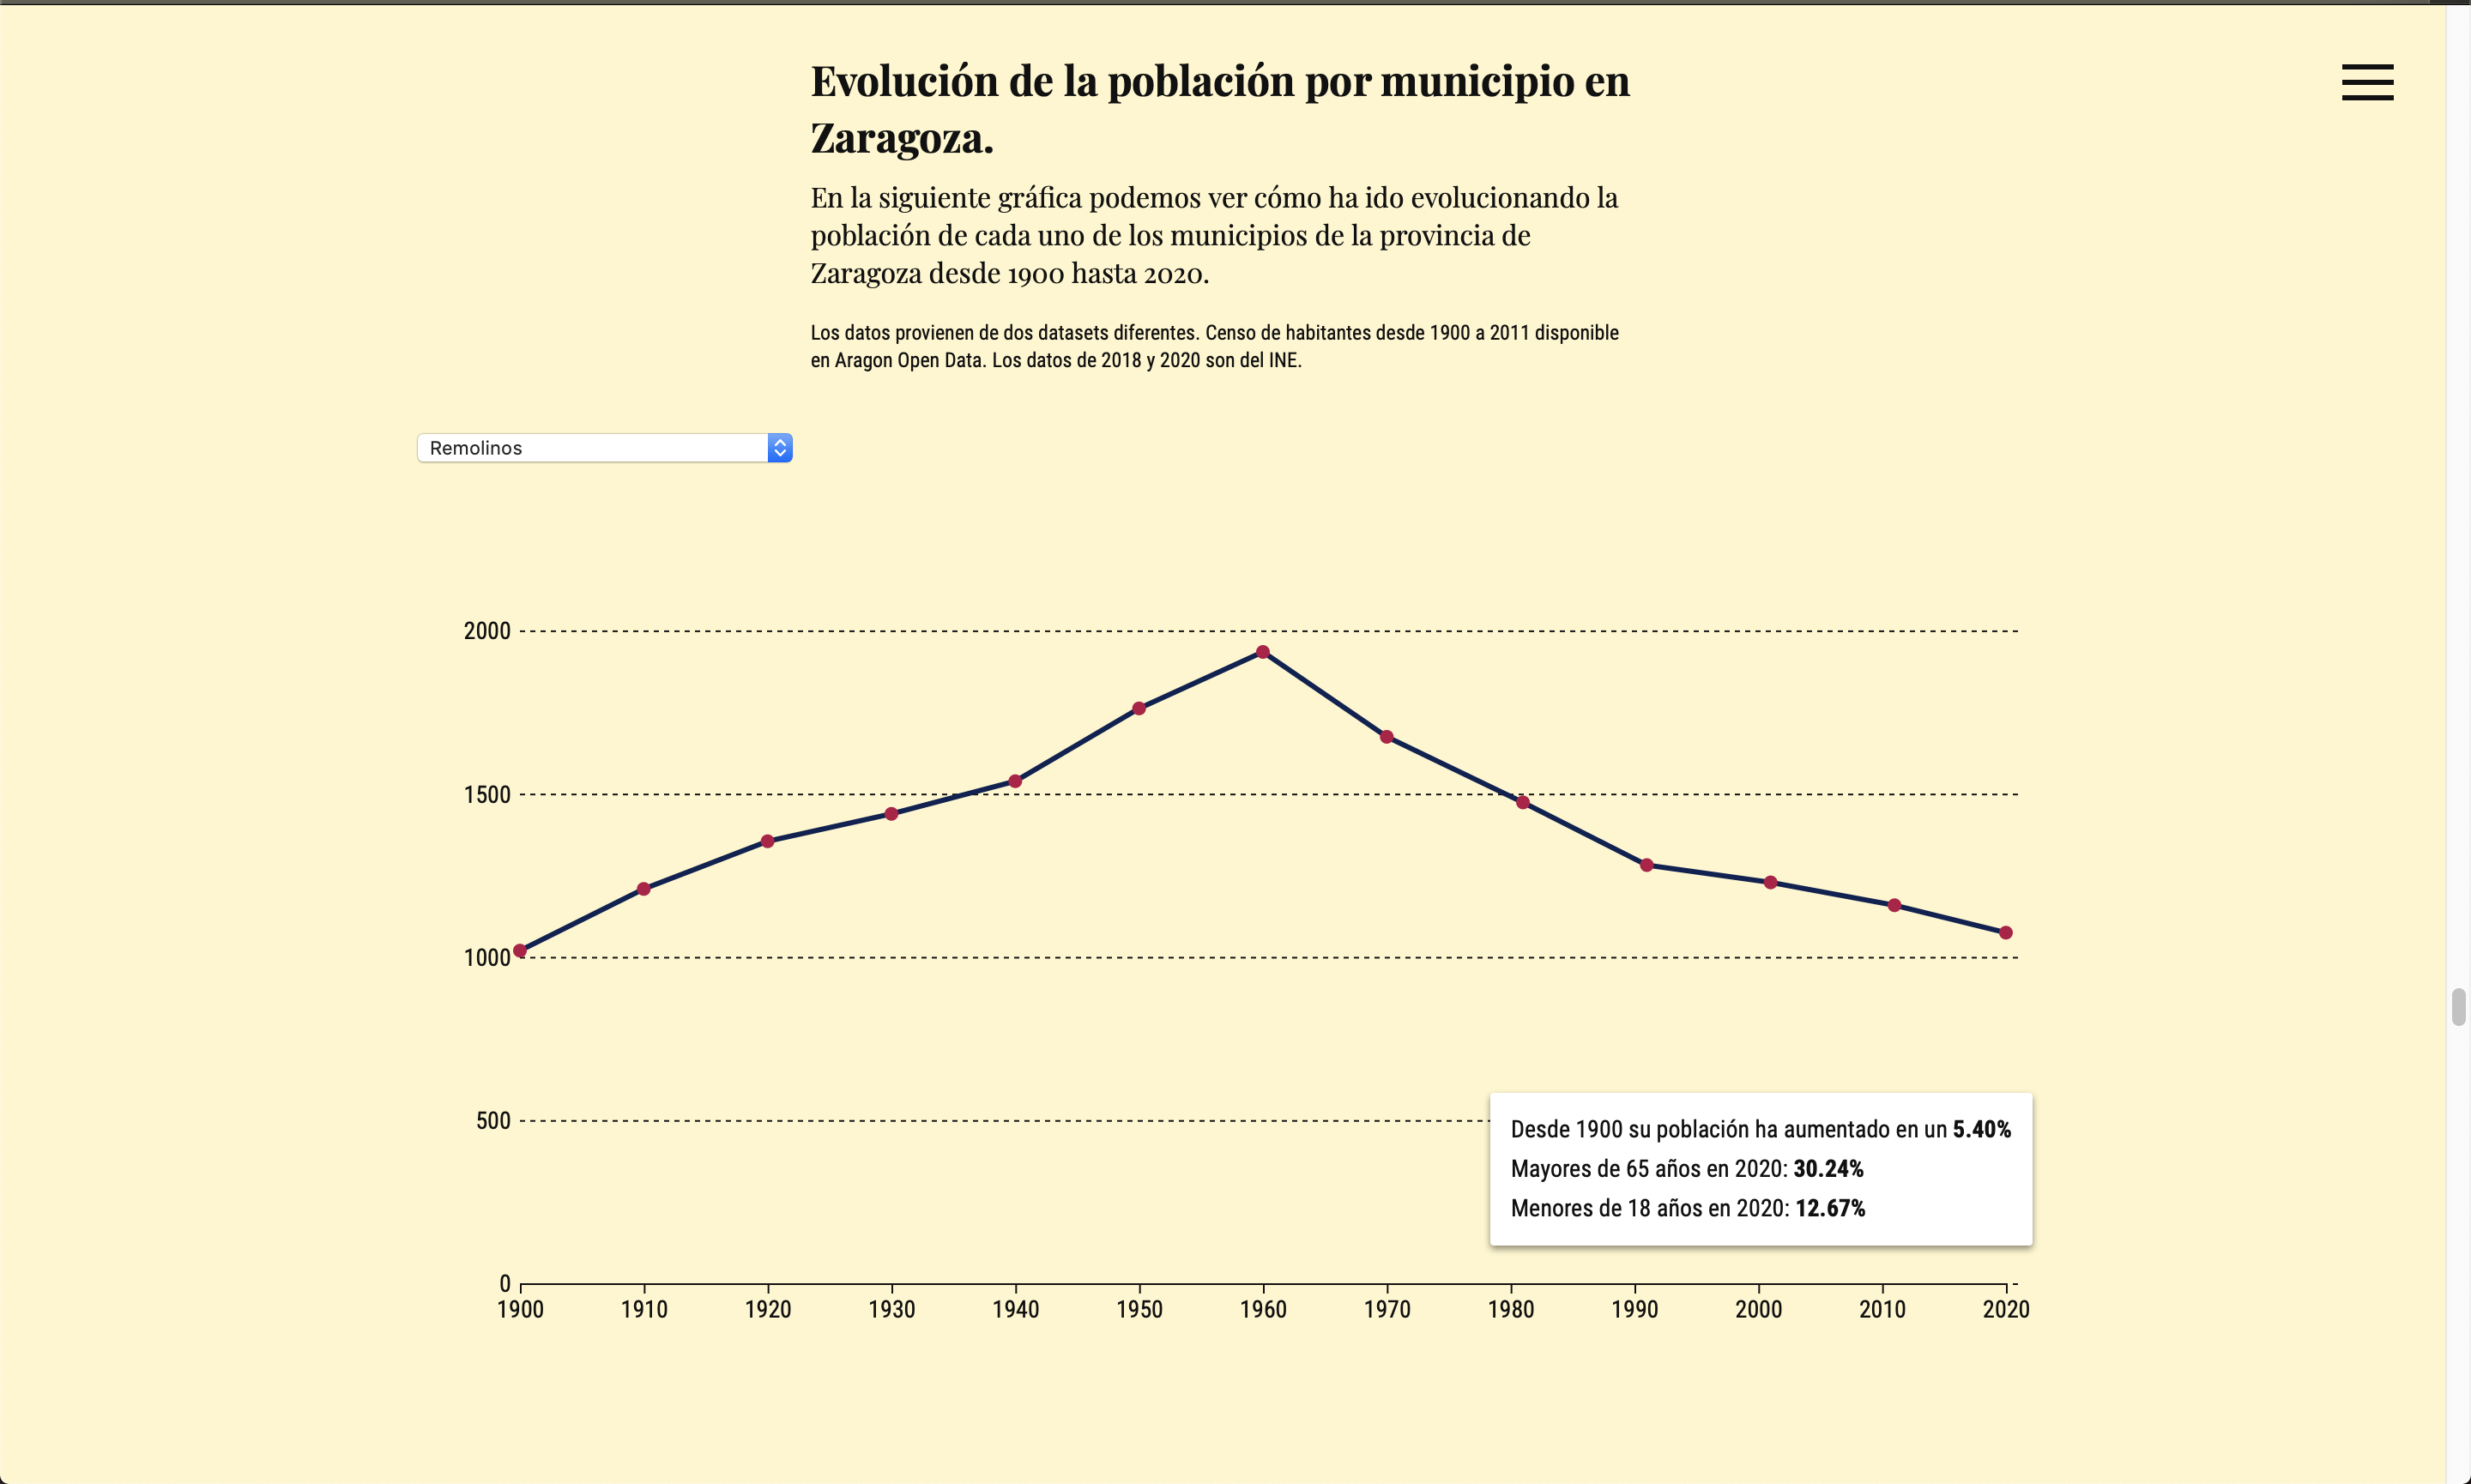 Evolución de la población por municipio en
Zaragoza.
En la siguiente gráfica podemos ver cómo ha ido evolucionando la
población de cada uno de los municipios de la provincia de
Zaragoza desde 1900 hasta 2020.
Los datos provienen de dos datasets diferentes. Censo de habitantes desde 1900 a 2011 disponible
en Aragon Open Data. Los datos de 2018 y 2020 son del INE.
Remolinos
2000
1500
1000
500
Desde 1900 su población ha aumentado en un 5.40%
Mayores de 65 años en 2020: 30.24%
Menores de 18 años en 2020: 12.67%
0
1900 1910 1920 1930 1940 1950 1960 1970 1980 1990 2000 2010 2020